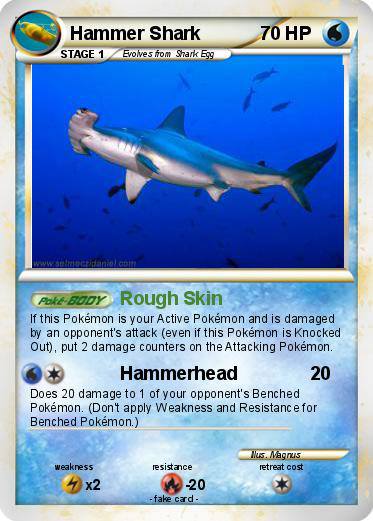 Hammer Shark 70 HP
STAGE 1 Evolves from Shark Egg
www.selmeczidaniel.com
Poké-BODY Rough Skin
If this Pokémon is your Active Pokémon and is damaged
by an opponent's attack (even if this Pokémon is Knocked
Out), put 2 damage counters on the Attacking Pokémon.
Hammerhead 20
Does 20 damage to 1 of your opponent's Benched
Pokémon. (Don't apply Weakness and Resistance for
Benched Pokémon.)
Illus. Magnus
weakness resistance retreat cost
x2 -20
- fake card -